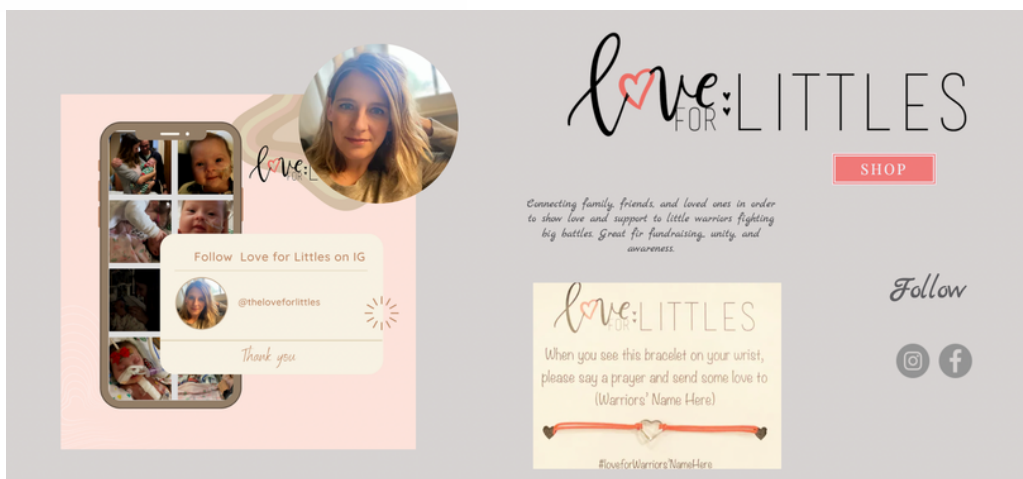 love
FOR : LITTLES
SHOP
Connecting family, friends, and loved ones in order
to show love and support to little warriors fighting
big battles. Great fir fundraising, unity, and
awareness.
Follow
love
FOR : L
Follow Love for Littles on IG
@theloveforlittles
Thank you
love
FOR : LITTLES
When you see this bracelet on your wrist,
please say a prayer and send some love to
(Warriors' Name Here)
#loveforWarriors'NameHere